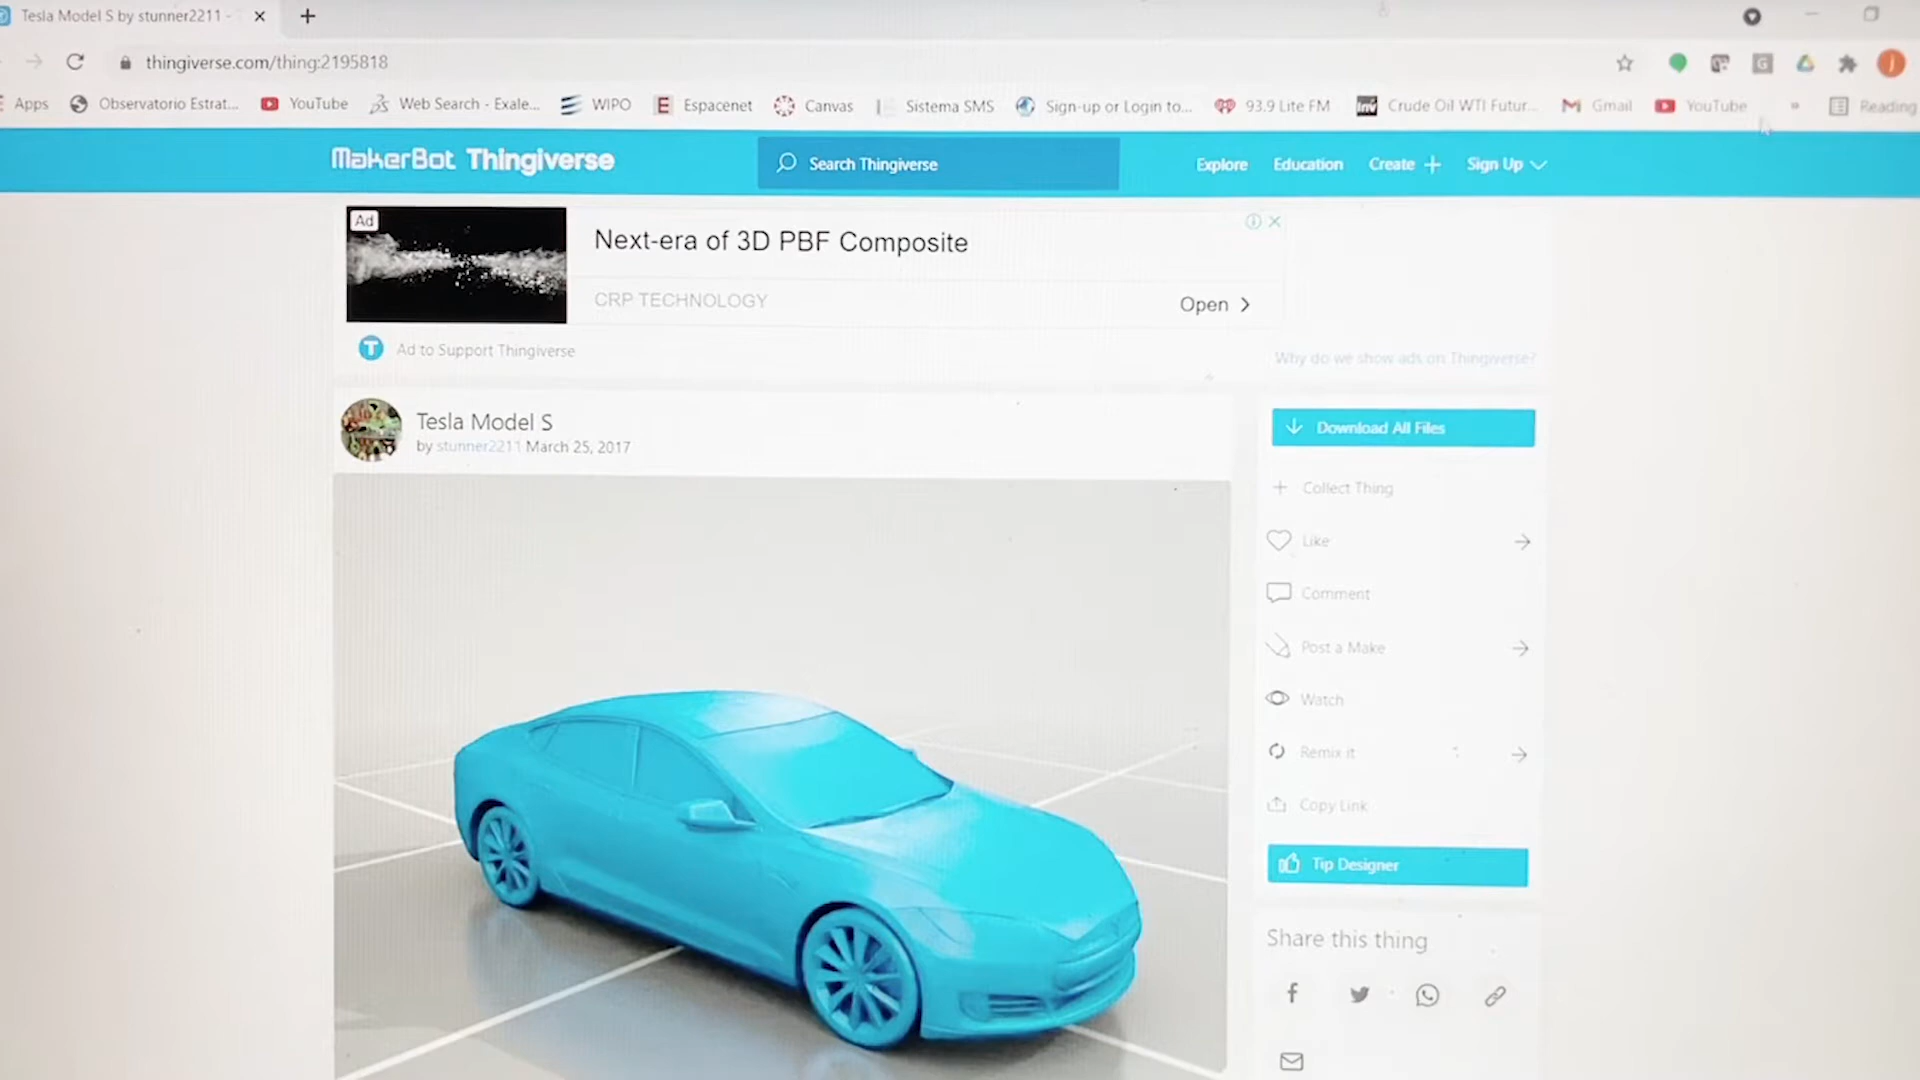 Tesla Model S by stunner2211 -
thingiverse.com/thing:2195818
Apps Observatorio Estrat... YouTube Web Search - Exale... WIPO Espacenet Canvas Sistema SMS Sign-up or Login to... 93.9 Lite FM Crude Oil WTI Futur... Gmail YouTube » Reading
MakerBot Thingiverse Search Thingiverse Explore Education Create Sign Up
Ad
Next-era of 3D PBF Composite
CRP TECHNOLOGY
Open
Ad to Support Thingiverse
Why do we show ads on Thingiverse?
Tesla Model S
by stunner2211 March 25, 2017
Download All Files
Collect Thing
Like
Comment
Post a Make
Watch
Remix it
Copy Link
Tip Designer
Share this thing